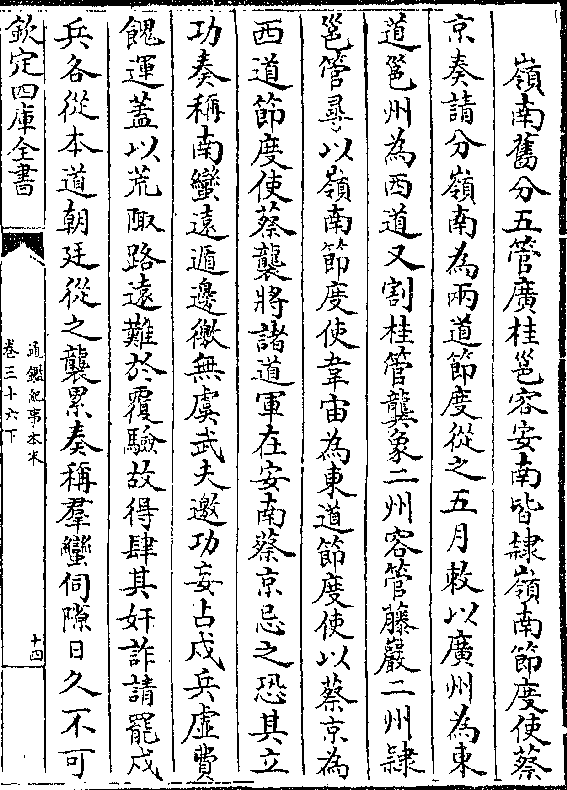 嶺南舊分五管廣桂邕容安南皆隸嶺南節度使蔡
京奏請分嶺南為兩道節度從之五月敕以廣州為東
道邕州為西道又割桂管龔象二州容管藤巖二州隸
邕管尋以嶺南節度使韋宙為東道節度使以蔡京為
西道節度使蔡襲將諸道軍在安南蔡京忌之恐其立
功奏稱南蠻遠遁邊徼無虞武夫邀功妄占戍兵虛費
餽運蓋以荒陬路遠難於覆驗故得肆其奸詐請罷戍
兵各從本道朝廷從之襲累奏稱羣蠻伺隙日久不可
欽定四庫全書
通鑑紀事本末
卷三十六下
十四